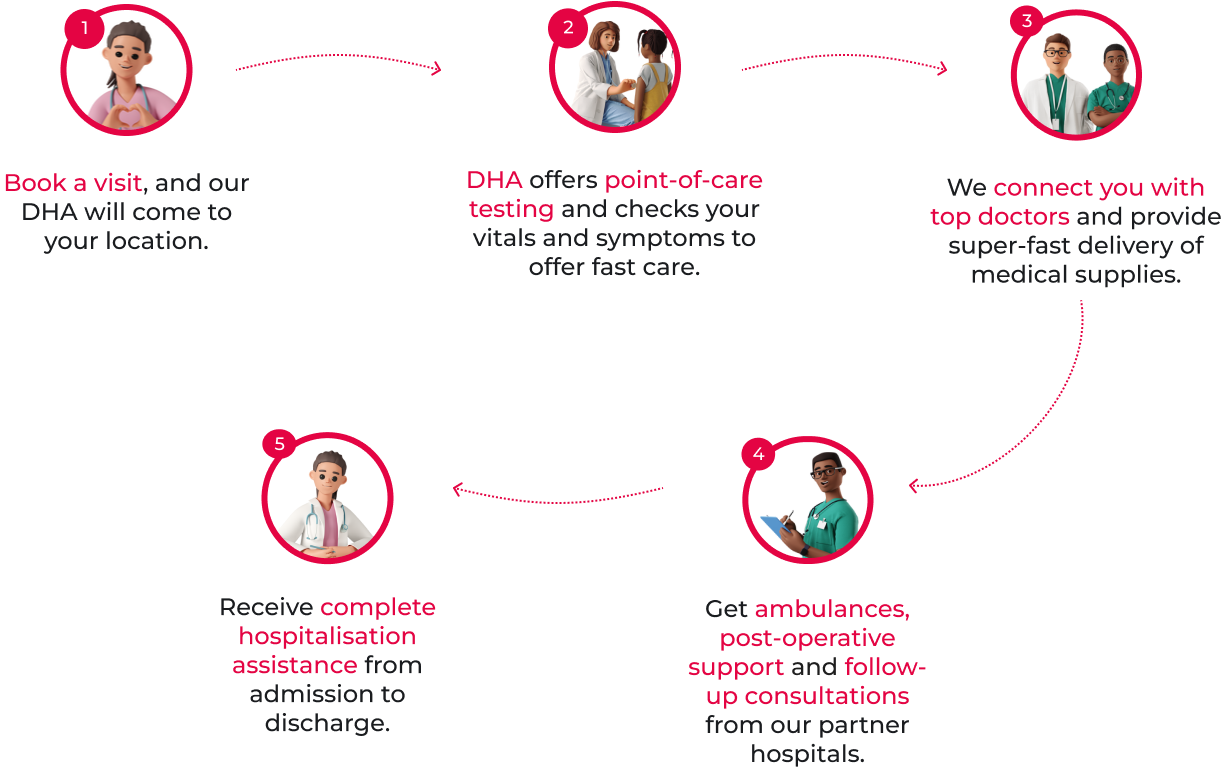 1
Book a visit, and our
DHA will come to
your location.
2
DHA offers point-of-care
testing and checks your
vitals and symptoms to
offer fast care.
3
We connect you with
top doctors and provide
super-fast delivery of
medical supplies.
4
Get ambulances,
post-operative
support and follow-
up consultations
from our partner
hospitals.
5
Receive complete
hospitalisation
assistance from
admission to
discharge.